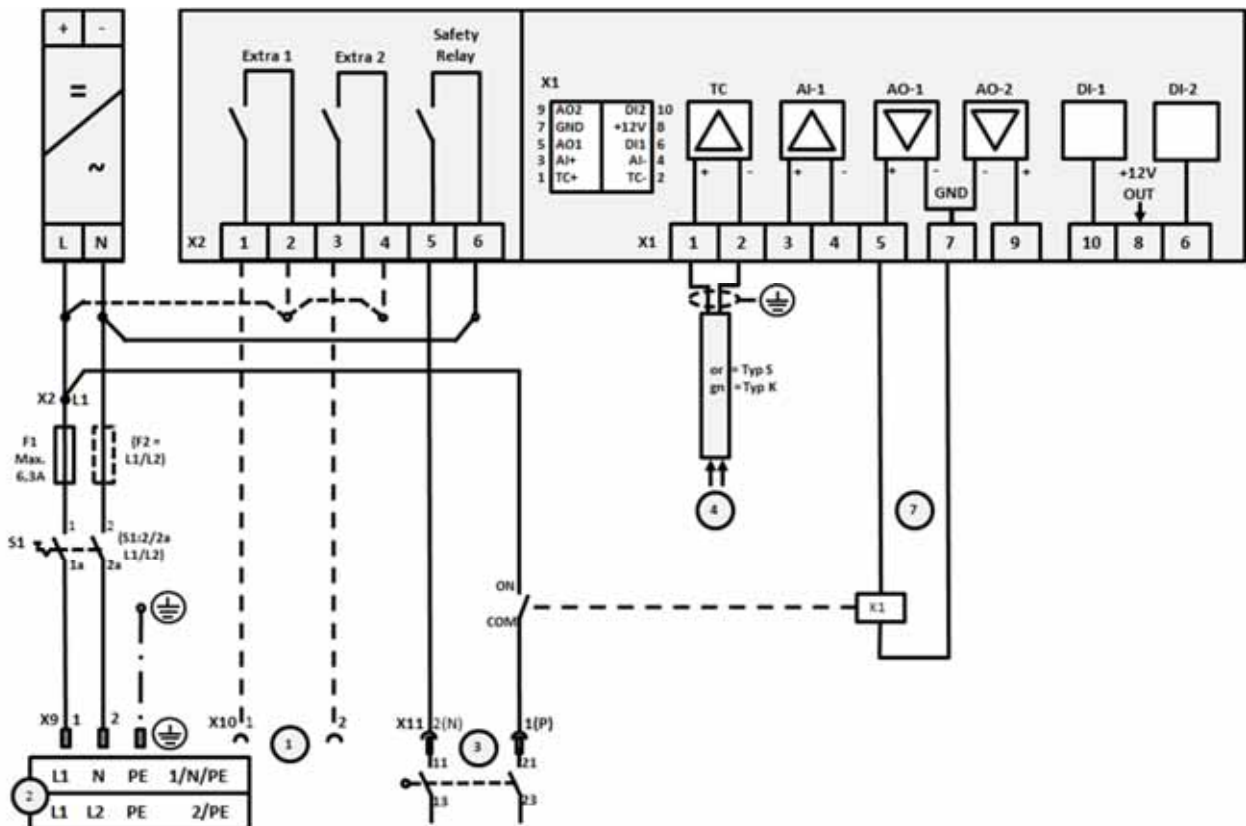 + -
=
~
L N
Extra 1 Extra 2 Safety
Relay
X2 1 2 3 4 5 6
X1
9 AO2 DI2 10
7 GND +12V 8
5 AO1 DI1 6
3 AI+ AI- 4
1 TC+ TC- 2
TC AI-1 AO-1 AO-2 DI-1 DI-2
+ - + - + - - +
GND
+12V
OUT
X1 1 2 3 4 5 7 9 10 8 6
or = Typ S
gn = Typ K
X2 L1
F1
Max.
6,3A
(F2 =
L1/L2)
4
7
S1
1 2
1a 2a
(S1:2/2a
L1/L2)
ON
COM
X1
X9 1 2
X10 1 2
1
X11 2(N) 1(P)
3
11 21
13 23
2
L1 N PE 1/N/PE
L1 L2 PE 2/PE